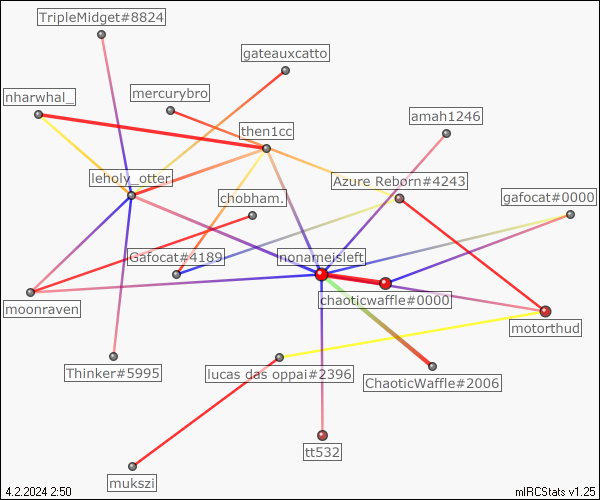 TripleMidget#8824
gateauxcatto
nharwhal_
mercurybro
amah1246
then1cc
leholy_otter
Azure Reborn#4243
chobham.
gafocat#0000
Gafocat#4189
nonameisleft
chaoticwaffle#0000
moonraven
motorthud
Thinker#5995
lucas das oppai#2396
ChaoticWaffle#2006
tt532
mukszi
4.2.2024 2:50
mIRCStats v1.25